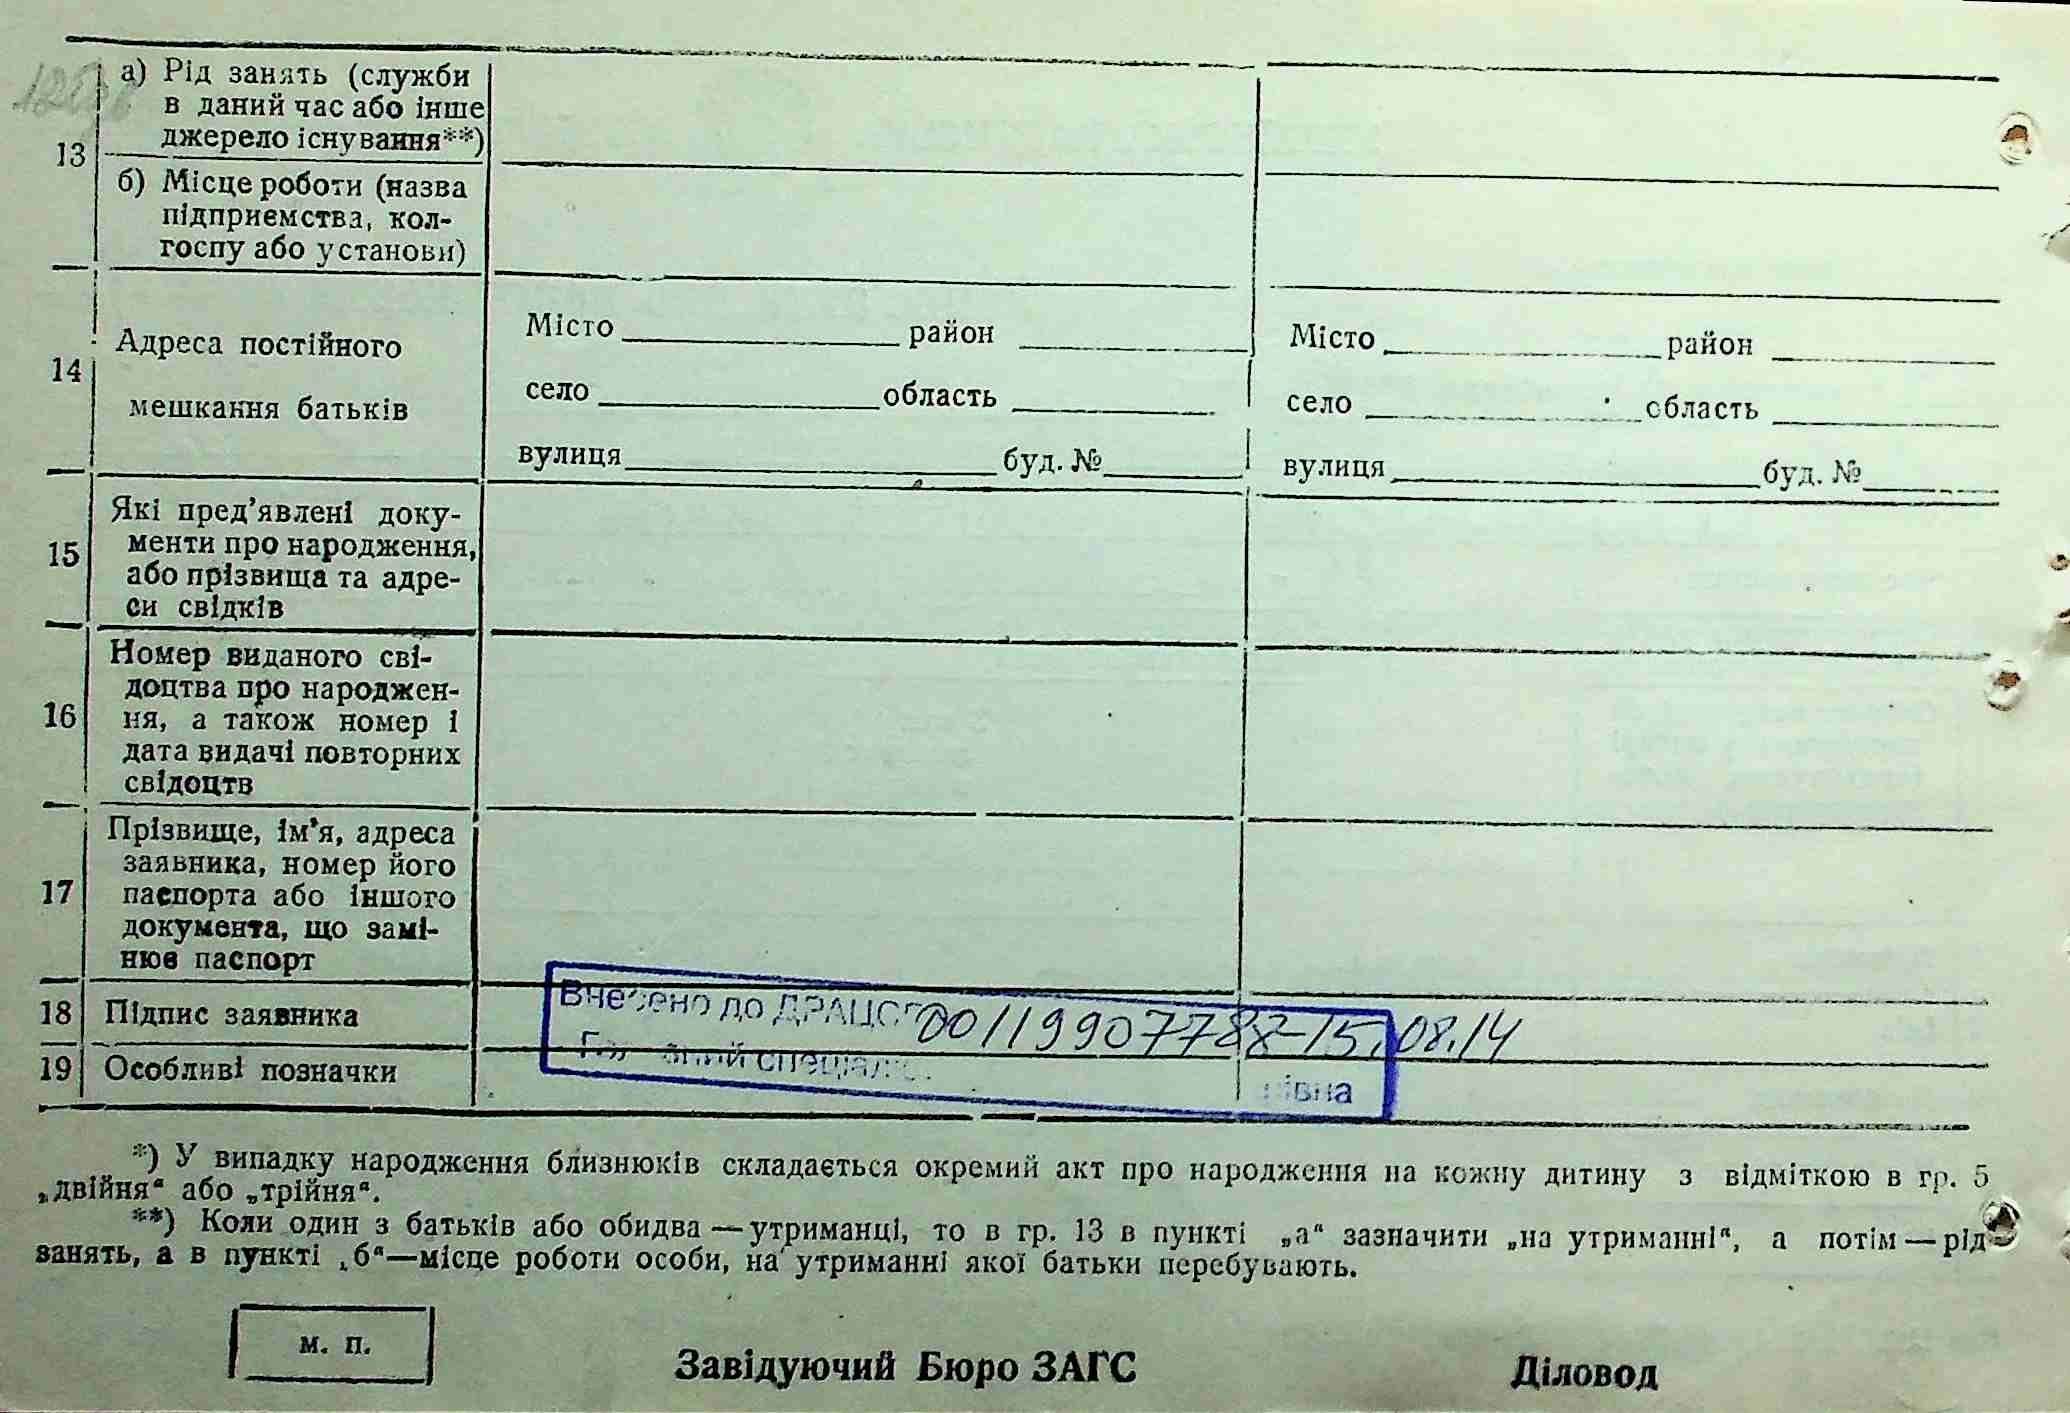 13
а) Рід занять (служби
в даний час або інше
джерело існування**)
б) Місце роботи (назва
підприємства, кол-
госпу або установи)
14
Адреса постійного
мешкання батьків
Місто район
село область
вулиця буд. №
Місто район
село область
вулиця буд. №
15
Які пред’явлені доку-
менти про народження,
або прізвища та адре-
си свідків
16
Номер виданого сві-
доцтва про народжен-
ня, а також номер і
дата видачі повторних
свідоцтв
17
Прізвище, ім’я, адреса
заявника, номер його
паспорта або іншого
документа, що замі-
нює паспорт
18 Підпис заявника
Внесено до 00119907788-15.08.14
19 Особливі позначки
*) У випадку народження близнюків складається окремий акт про народження на кожну дитину з відміткою в гр. 5
„двійня“ або „трійня“.
**) Коли один з батьків або обидва — утриманці, то в гр. 13 в пункті „а“ зазначити „на утриманні“, а потім — рід
занять, а в пункті „б“—місце роботи особи, на утриманні якої батьки перебувають.
м. п.
Завідуючий Бюро ЗАГС Діловод